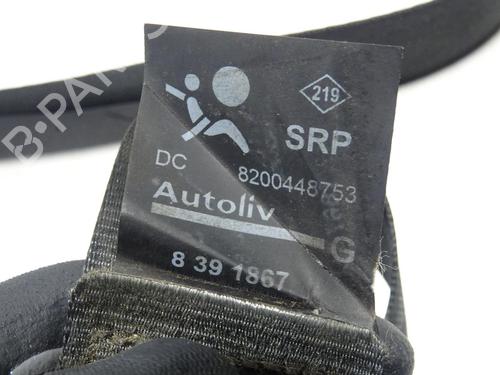 219
SRP
DC 8200448753
Autoliv
G
8 39 1867
B-PARTS